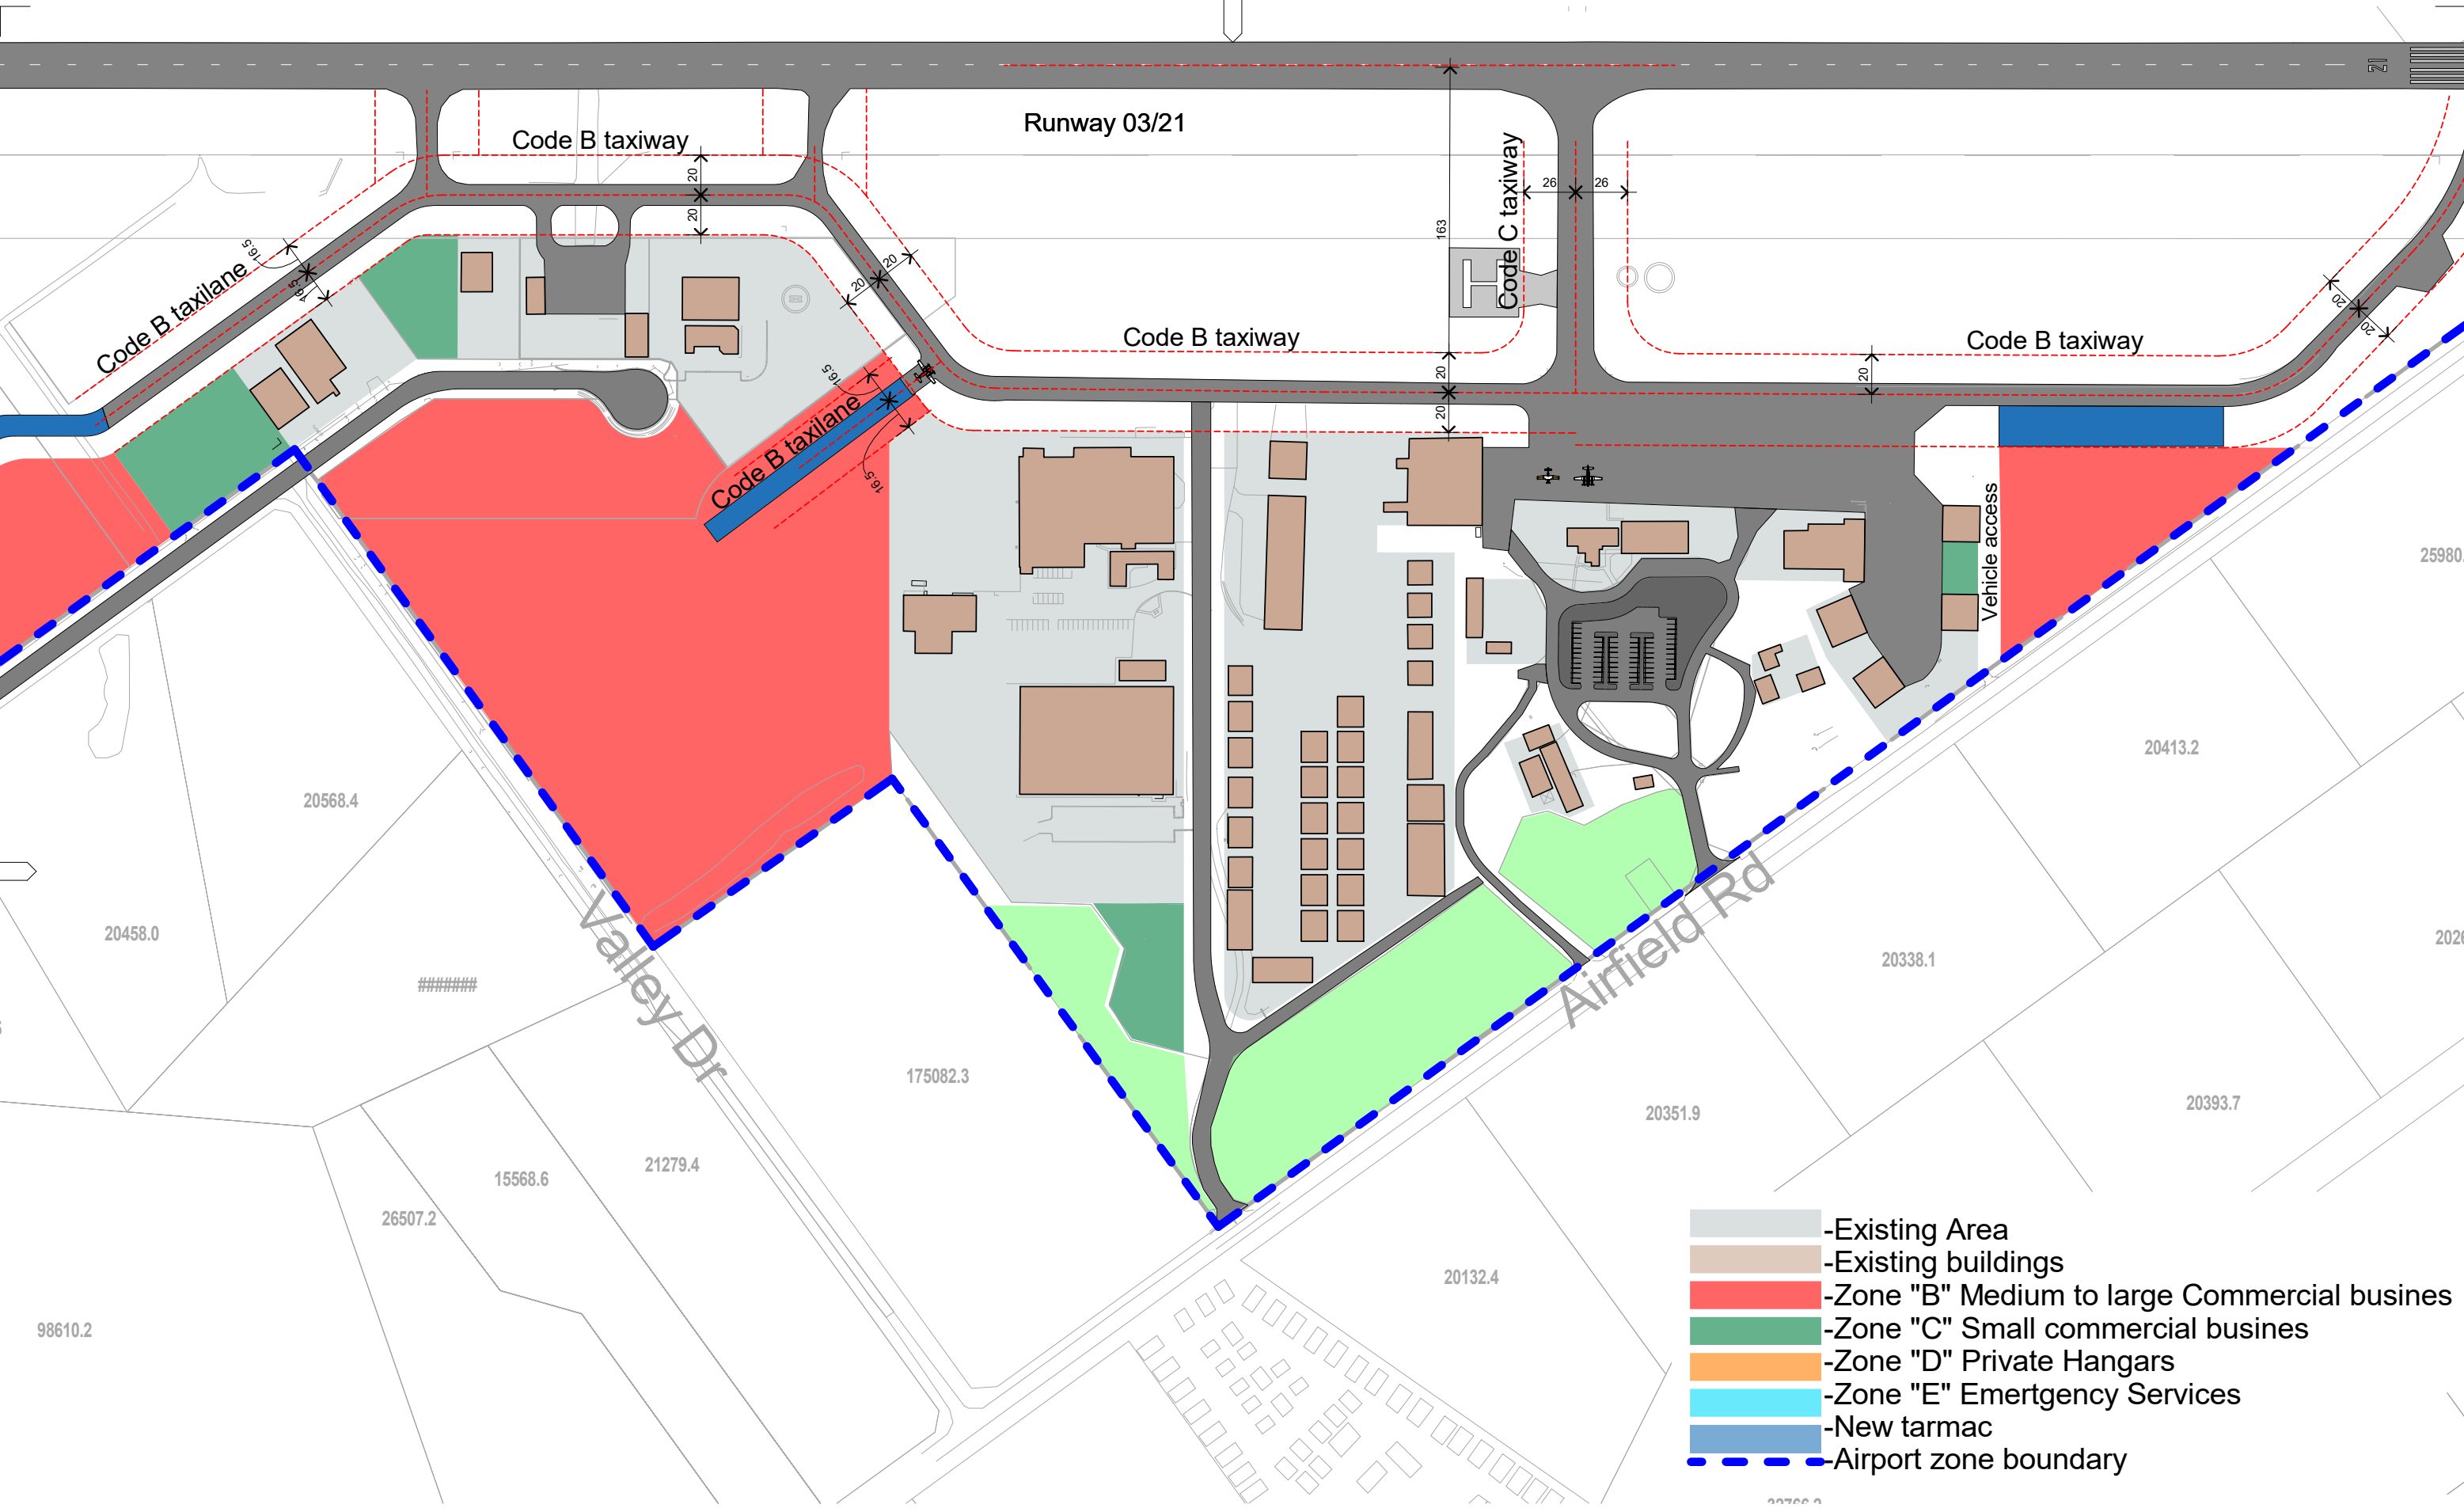 21
Runway 03/21
Code B taxiway
20
20
Code C taxiway
26
26
163
16.5
16.5
Code B taxilane
20
20
20
20
Code B taxiway
20
20
Code B taxiway
20
H
16.5
Code B taxilane
16.5
Vehicle access
25980.
20413.2
20568.4
20458.0
#######
Valley Dr
Airfield Rd
20338.1
2026
175082.3
20351.9
20393.7
21279.4
15568.6
26507.2
20132.4
98610.2
-Existing Area
-Existing buildings
-Zone "B" Medium to large Commercial busines
-Zone "C" Small commercial busines
-Zone "D" Private Hangars
-Zone "E" Emertgency Services
-New tarmac
-Airport zone boundary